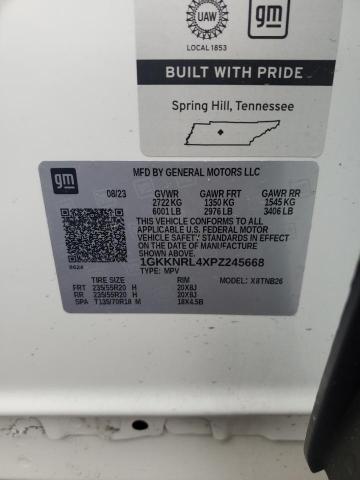 UAW
gm
LOCAL 1853
BUILT WITH PRIDE
Spring Hill, Tennessee
gm
MFD BY GENERAL MOTORS LLC
08/23 GVWR GAWR FRT GAWR RR
2722 KG 1350 KG 1545 KG
6001 LB 2976 LB 3406 LB
THIS VEHICLE CONFORMS TO ALL
APPLICABLE U.S. FEDERAL MOTOR
VEHICLE SAFETY STANDARDS IN
EFFECT ON THE DATE OF MANUFACTURE
SHOWN ABOVE.
1GKKNRL4XPZ245668
TYPE: MPV MODEL: X8TNB26
TIRE SIZE RIM
FRT 235/55R20 H 20X8J
RR 235/55R20 H 20X8J
SPA T135/70R18 M 18X4.5B